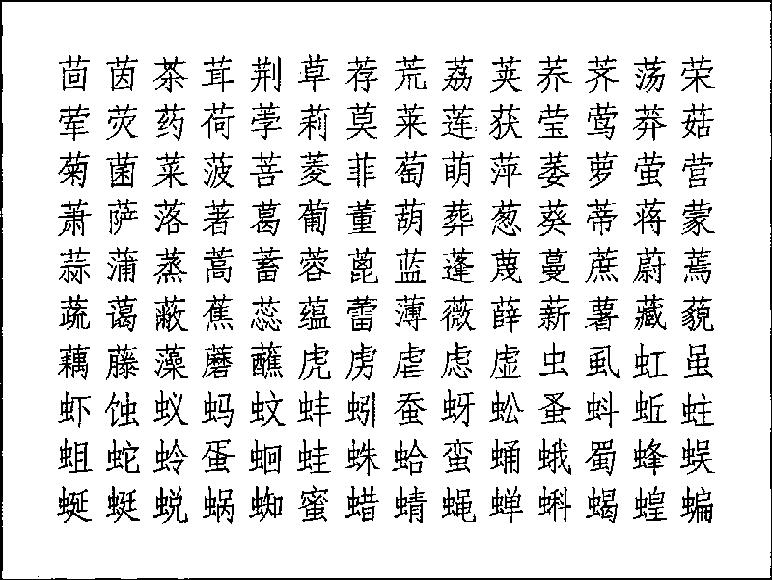 茴茵茶茸荆草荐荒荔荚荞荠荡荣
荤荧药荷荸莉莫莱莲获莹莺莽菇
菊菌菜菠菩菱菲萄萌萍萎萝萤营
萧萨落著葛葡董葫葬葱葵蒂蒋蒙
蒜蒲蒸蒿蓄蓉蓖蓝蓬蔑蔓蔗蔚蔫
蔬蔼蔽蕉蕊蕴蕾薄薇薛薪薯藏藐
藕藤藻蘑蘸虎虏虐虑虚虫虱虹虽
虾蚀蚁蚂蚊蚌蚓蚕蚜蚣蚤蚪蚯蛀
蛆蛇蛉蛋蛔蛙蛛蛤蛮蛹蛾蜀蜂蜈
蜒蜓蜕蜗蜘蜜蜡蜻蝇蝉蝌蝎蝗蝙